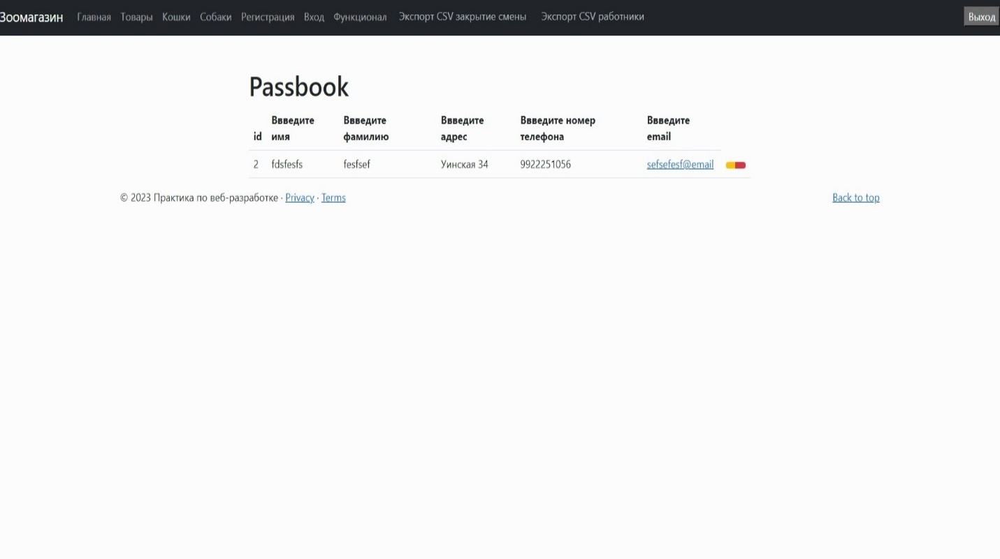 Зоомагазин Главная Товары Кошки Собаки Регистрация Вход Функционал Экспорт CSV закрытие смены Экспорт CSV работники Выход
Passbook
Ввведите Ввведите Ввведите Ввведите номер Ввведите
id имя фамилию адрес телефона email
2 fdsfesfs fesfsef Уинская 34 9922251056 sefsefesf@email
© 2023 Практика по веб-разработке · Privacy · Terms Back to top